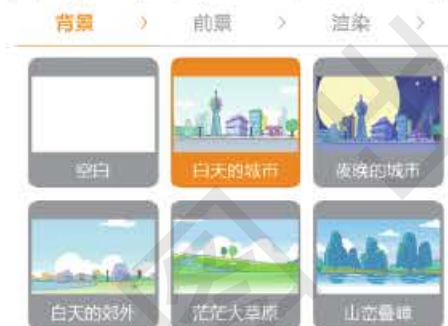 背景 > 前景 > 渲染 >
空白 白天的城市 夜晚的城市
白天的郊外 茫茫大草原 山峦叠嶂